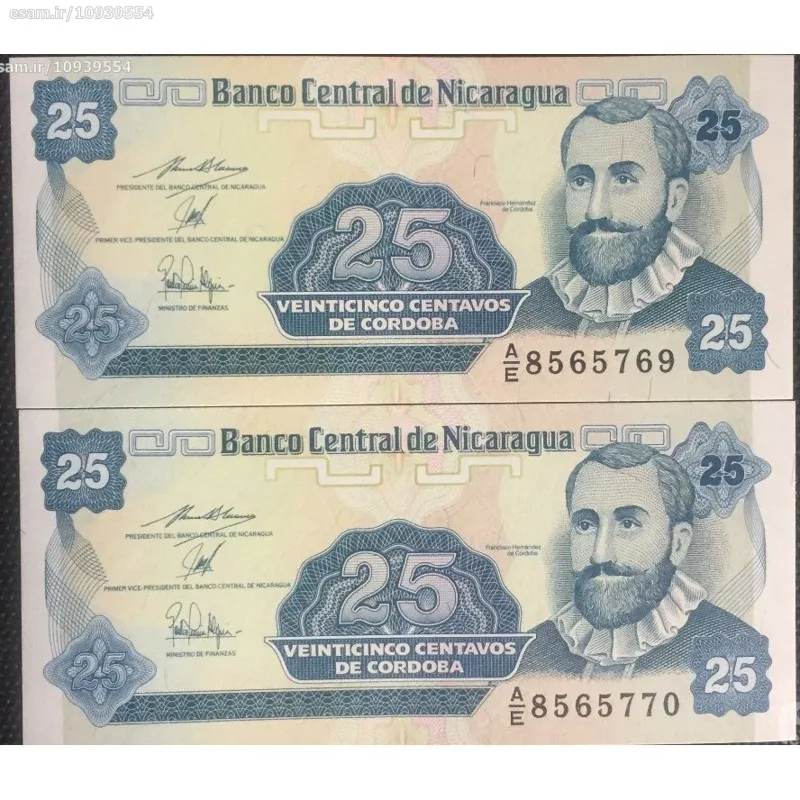 esam.ir/10939554
esam.ir/10939554
Banco Central de Nicaragua
25
25
PRESIDENTE DEL BANCO CENTRAL DE NICARAGUA
Francisco Hernández
de Córdoba
25
PRIMER VICE-PRESIDENTE DEL BANCO CENTRAL DE NICARAGUA
MINISTRO DE FINANZAS
VEINTICINCO CENTAVOS
DE CORDOBA
25
25
A/E 8565769
Banco Central de Nicaragua
25
25
PRESIDENTE DEL BANCO CENTRAL DE NICARAGUA
Francisco Hernández
de Córdoba
25
PRIMER VICE-PRESIDENTE DEL BANCO CENTRAL DE NICARAGUA
MINISTRO DE FINANZAS
VEINTICINCO CENTAVOS
DE CORDOBA
25
25
A/E 8565770